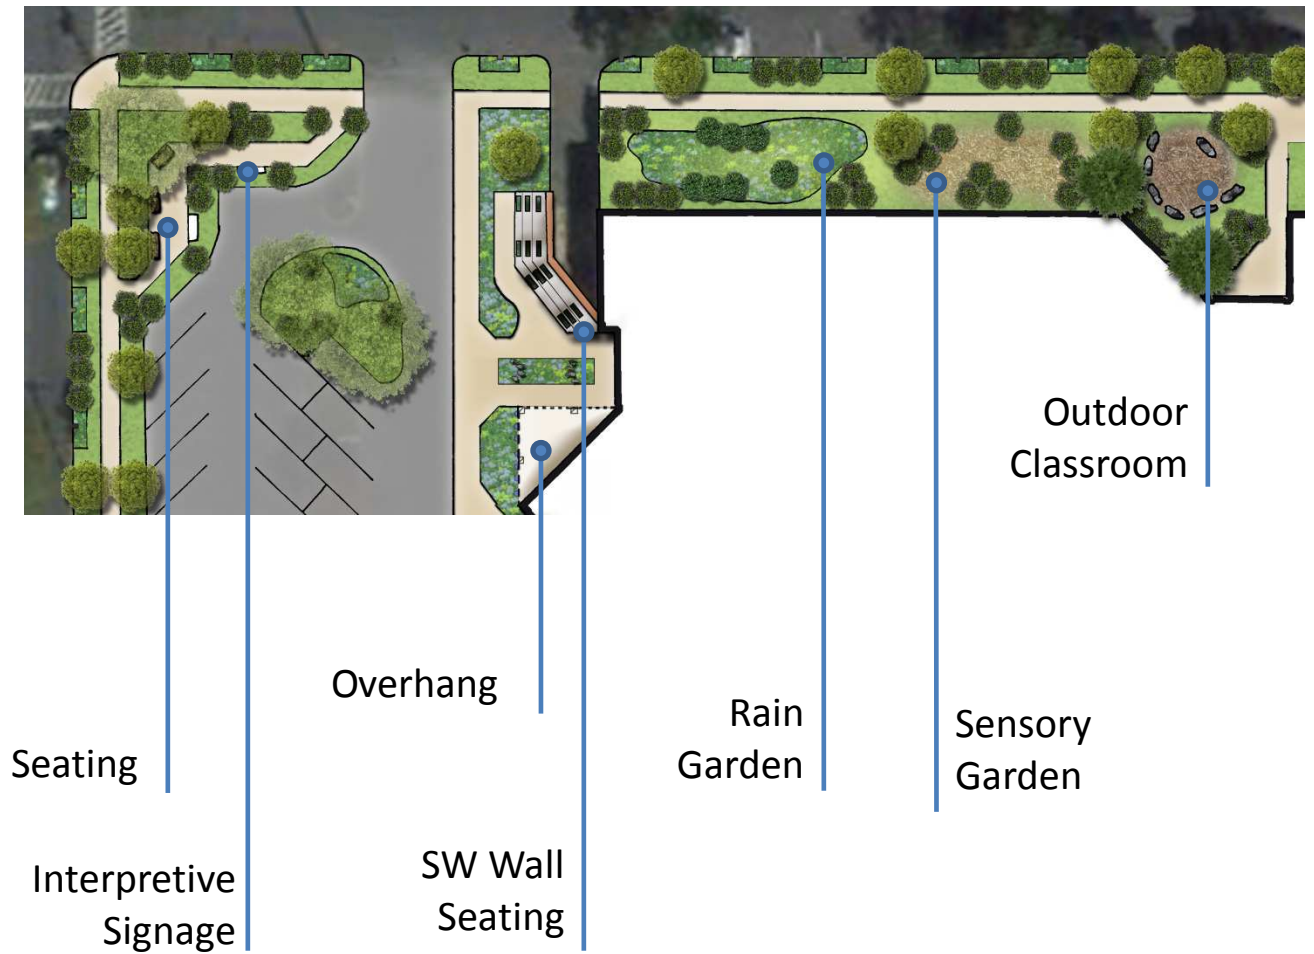 Outdoor
Classroom
Overhang
Rain
Garden
Sensory
Garden
Seating
Interpretive
Signage
SW Wall
Seating